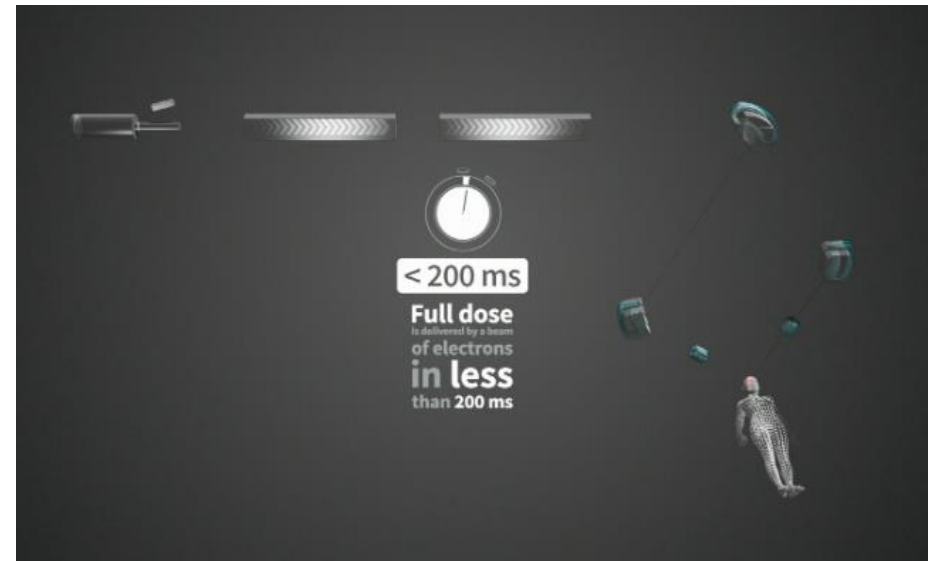 < 200 ms
Full dose
is delivered by a beam
of electrons
in less
than 200 ms